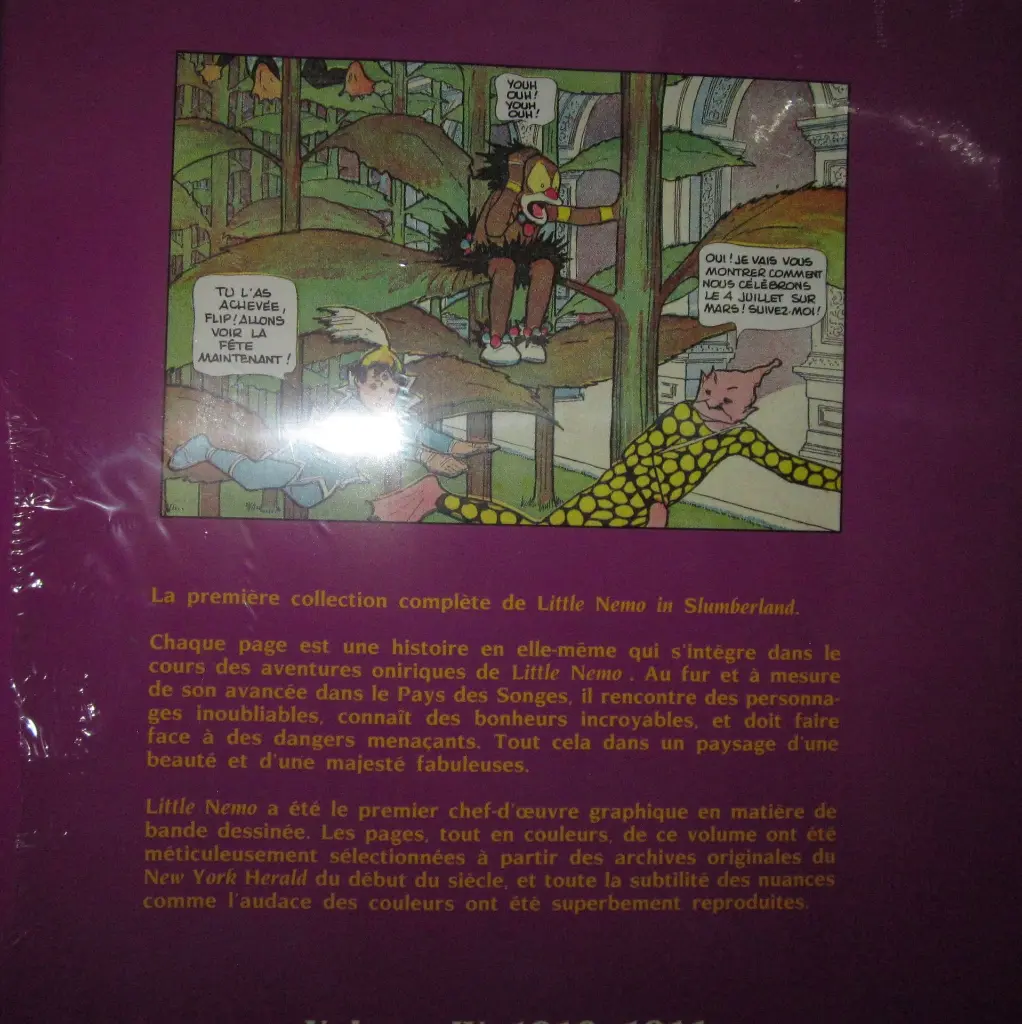 YOUH
OUH!
YOUH
OUH!
TU L'AS
ACHEVÉE,
FLIP! ALLONS
VOIR LA
FÊTE
MAINTENANT!
OUI! JE VAIS VOUS
MONTRER COMMENT
NOUS CÉLÈBRONS
LE 4 JUILLET SUR
MARS! SUIVEZ-MOI!
La première collection complète de Little Nemo in Slumberland.
Chaque page est une histoire en elle-même qui s'intègre dans le
cours des aventures oniriques de Little Nemo . Au fur et à mesure
de son avancée dans le Pays des Songes, il rencontre des personna-
ges inoubliables, connaît des bonheurs incroyables, et doit faire
face à des dangers menaçants. Tout cela dans un paysage d'une
beauté et d'une majesté fabuleuses.
Little Nemo a été le premier chef-d'œuvre graphique en matière de
bande dessinée. Les pages, tout en couleurs, de ce volume ont été
méticuleusement sélectionnées à partir des archives originales du
New York Herald du début du siècle, et toute la subtilité des nuances
comme l'audace des couleurs ont été superbement reproduites.